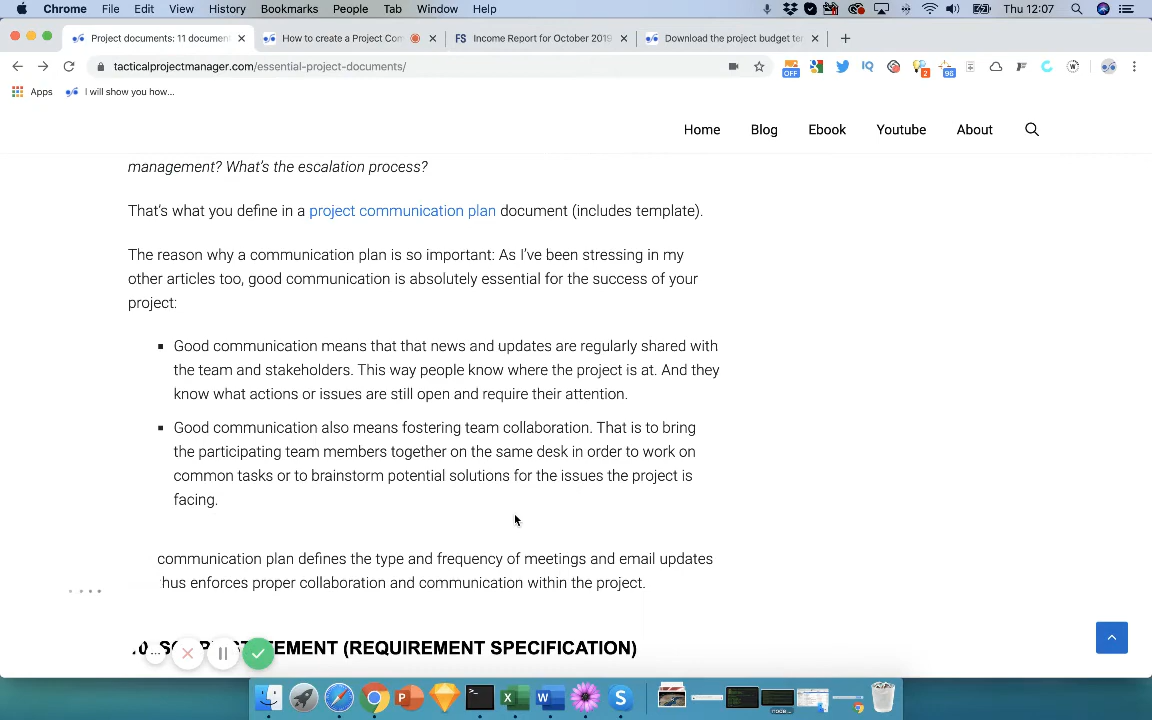 Chrome File Edit View History Bookmarks People Tab Window Help Thu 12:07
Project documents: 11 documen How to create a Project Com FS Income Report for October 2019 Download the project budget te
tacticalprojectmanager.com/essential-project-documents/
OFF IQ 2 96
Apps I will show you how...
Home Blog Ebook Youtube About
management? What's the escalation process?
That's what you define in a project communication plan document (includes template).
The reason why a communication plan is so important: As I've been stressing in my
other articles too, good communication is absolutely essential for the success of your
project:
Good communication means that that news and updates are regularly shared with
the team and stakeholders. This way people know where the project is at. And they
know what actions or issues are still open and require their attention.
Good communication also means fostering team collaboration. That is to bring
the participating team members together on the same desk in order to work on
common tasks or to brainstorm potential solutions for the issues the project is
facing.
communication plan defines the type and frequency of meetings and email updates
hus enforces proper collaboration and communication within the project.
EMENT (REQUIREMENT SPECIFICATION)